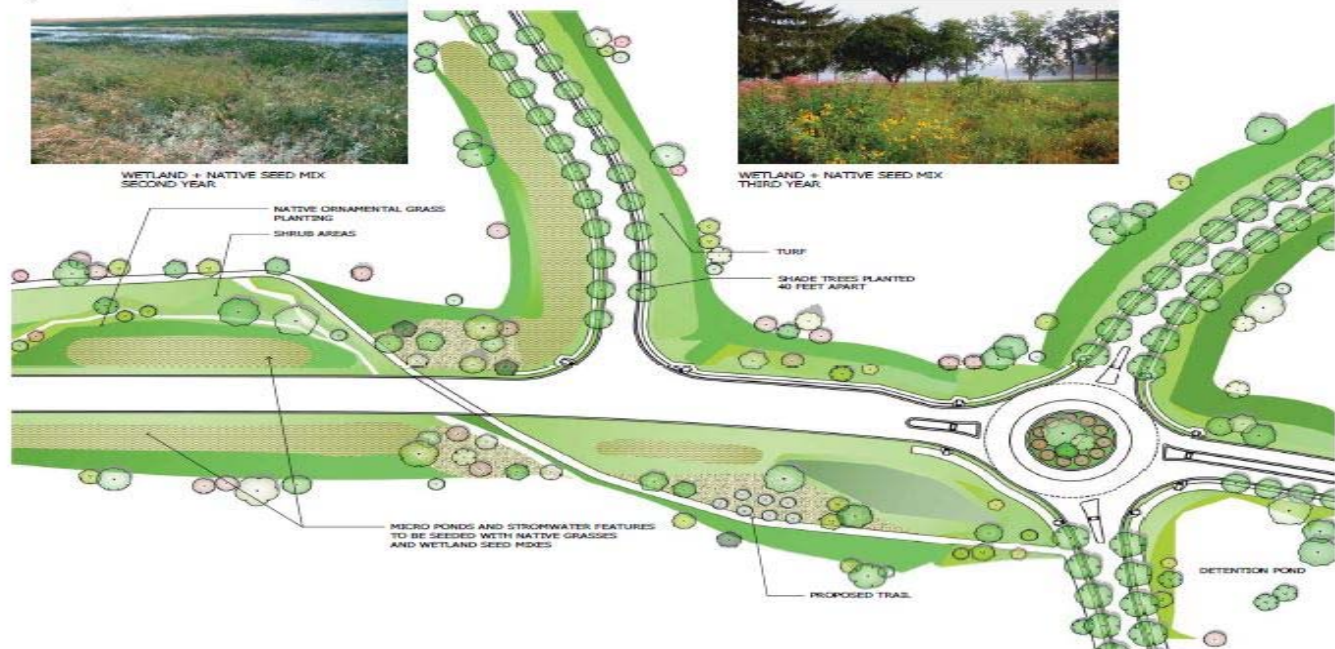 WETLAND + NATIVE SEED MIX
SECOND YEAR
WETLAND + NATIVE SEED MIX
THIRD YEAR
NATIVE ORNAMENTAL GRASS
PLANTING
SHRUB AREAS
TURF
SHADE TREES PLANTED
40 FEET APART
MICRO PONDS AND STROMWATER FEATURES
TO BE SEEDED WITH NATIVE GRASSES
AND WETLAND SEED MIXES
PROPOSED TRAIL
DETENTION POND